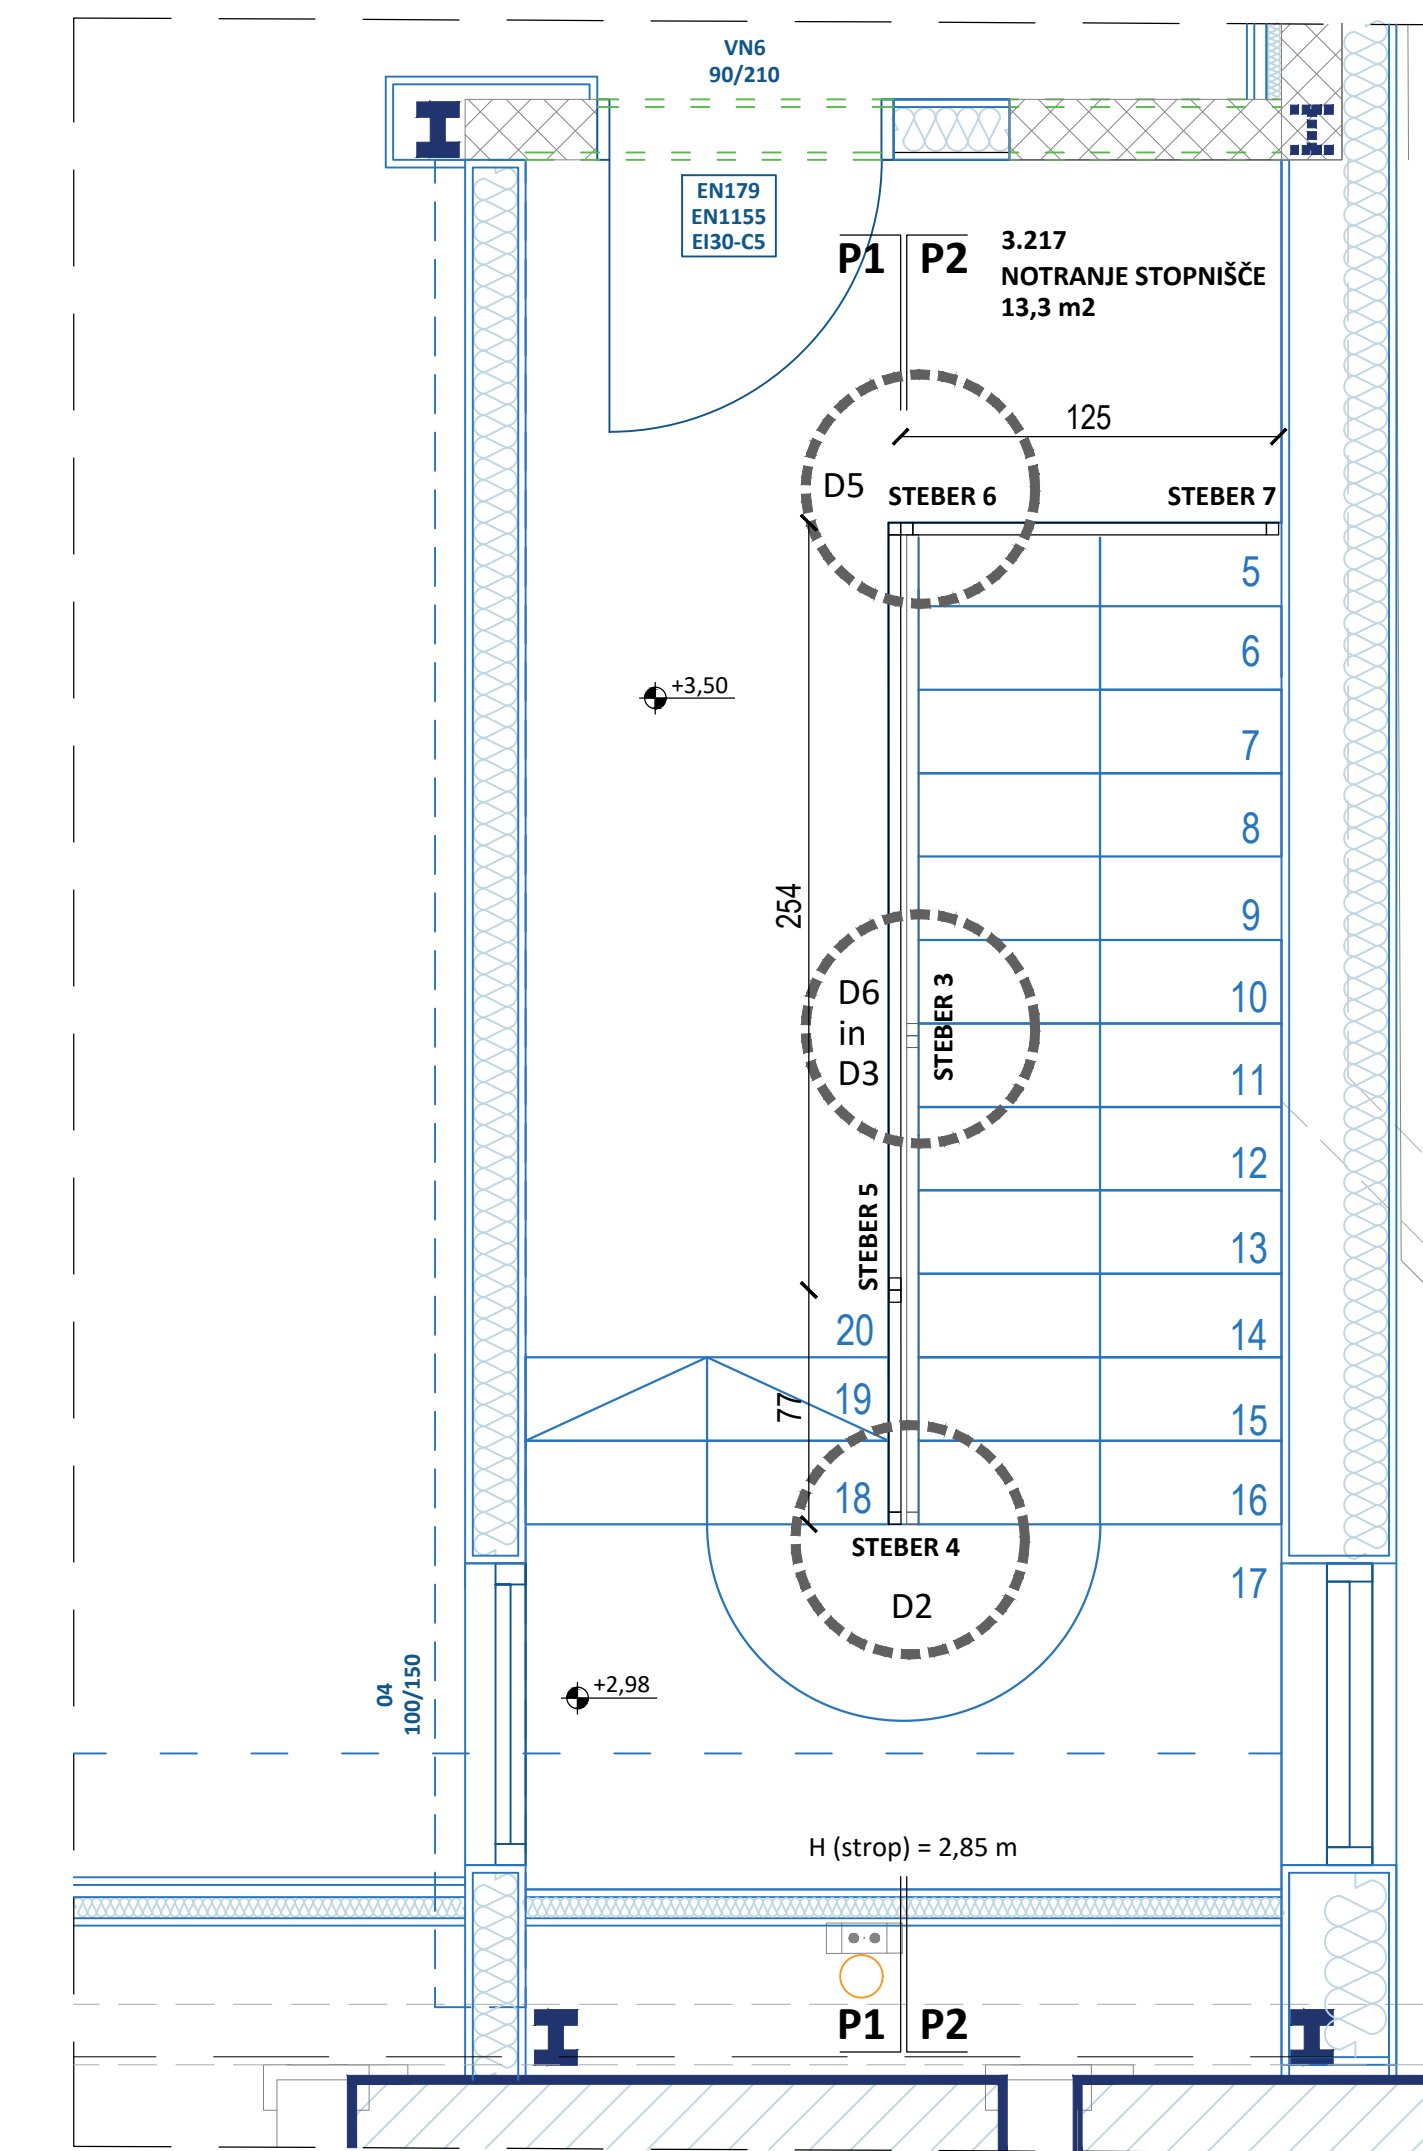 VN6
90/210
EN179
EN1155
EI30-C5
P1
P2
3.217
NOTRANJE STOPNIŠČE
13,3 m2
125
D5
STEBER 6
STEBER 7
5
6
+3,50
7
8
254
9
D6
in
D3
STEBER 3
10
11
12
STEBER 5
13
20
14
77
19
15
18
16
STEBER 4
17
D2
04
100/150
+2,98
H (strop) = 2,85 m
P1
P2